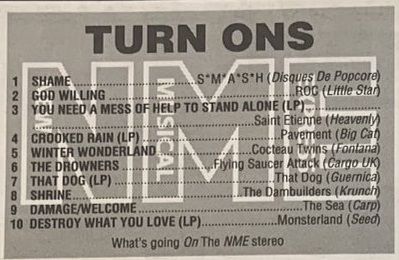 TURN ONS
1 SHAME..........S*M*A*S*H (Disques De Popcore)
2 GOD WILLING..........ROC (Little Star)
3 YOU NEED A MESS OF HELP TO STAND ALONE (LP)..........
Saint Etienne (Heavenly)
4 CROOKED RAIN (LP)..........Pavement (Big Cat)
5 WINTER WONDERLAND..........Cocteau Twins (Fontana)
6 THE DROWNERS..........Flying Saucer Attack (Cargo UK)
7 THAT DOG (LP)..........That Dog (Guernica)
8 SHRINE..........The Dambuilders (Krunch)
9 DAMAGE/WELCOME..........The Sea (Carp)
10 DESTROY WHAT YOU LOVE (LP)..........Monsterland (Seed)
What's going On The NME stereo
NME
MUSICAL